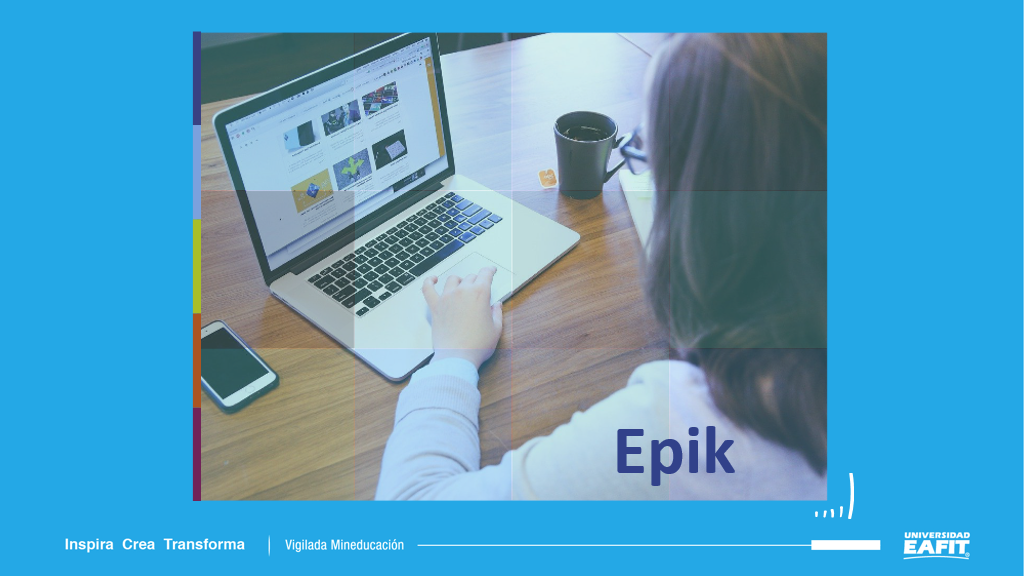 Epik
Inspira Crea Transforma
Vigilada Mineducación
UNIVERSIDAD
EAFIT